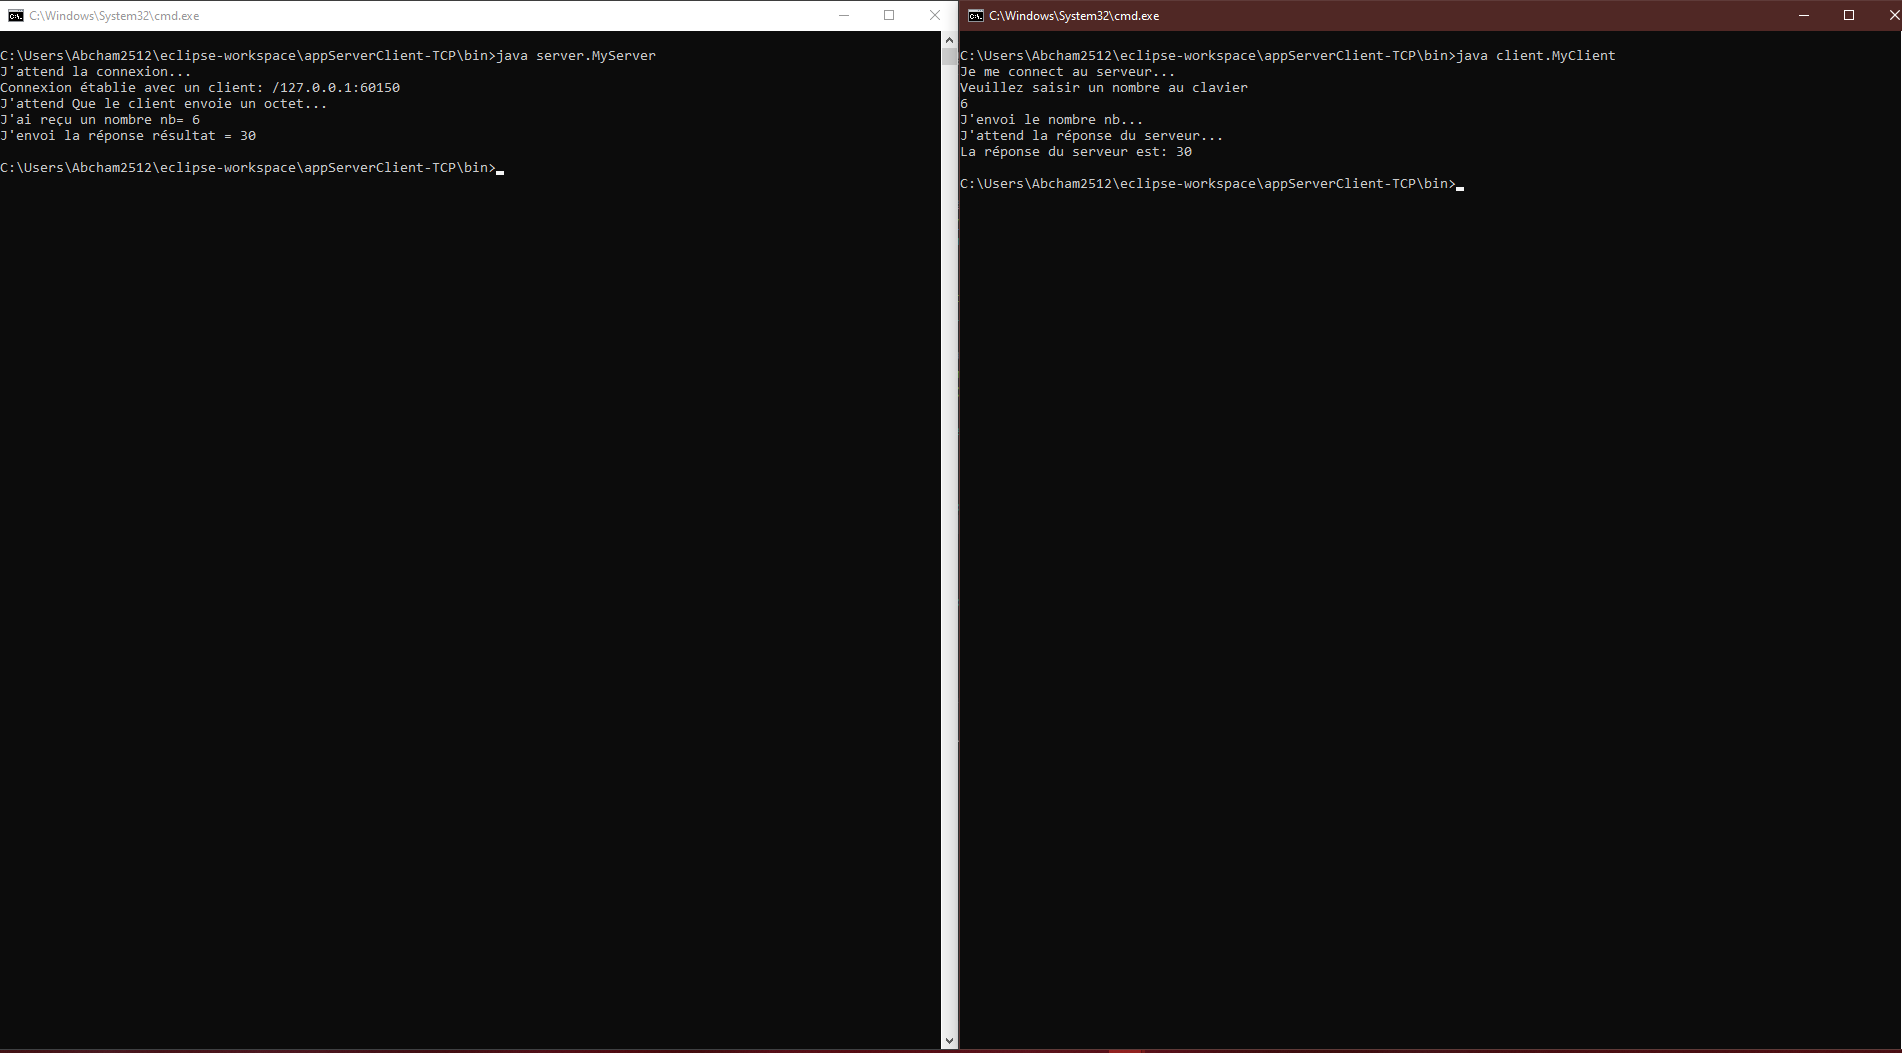 C:\Windows\System32\cmd.exe
C:\Users\Abcham2512\eclipse-workspace\appServerClient-TCP\bin>java server.MyServer
J'attend la connexion...
Connexion établie avec un client: /127.0.0.1:60150
J'attend Que le client envoie un octet...
J'ai reçu un nombre nb= 6
J'envoi la réponse résultat = 30
C:\Users\Abcham2512\eclipse-workspace\appServerClient-TCP\bin>
C:\Windows\System32\cmd.exe
C:\Users\Abcham2512\eclipse-workspace\appServerClient-TCP\bin>java client.MyClient
Je me connect au serveur...
Veuillez saisir un nombre au clavier
6
J'envoi le nombre nb...
J'attend la réponse du serveur...
La réponse du serveur est: 30
C:\Users\Abcham2512\eclipse-workspace\appServerClient-TCP\bin>